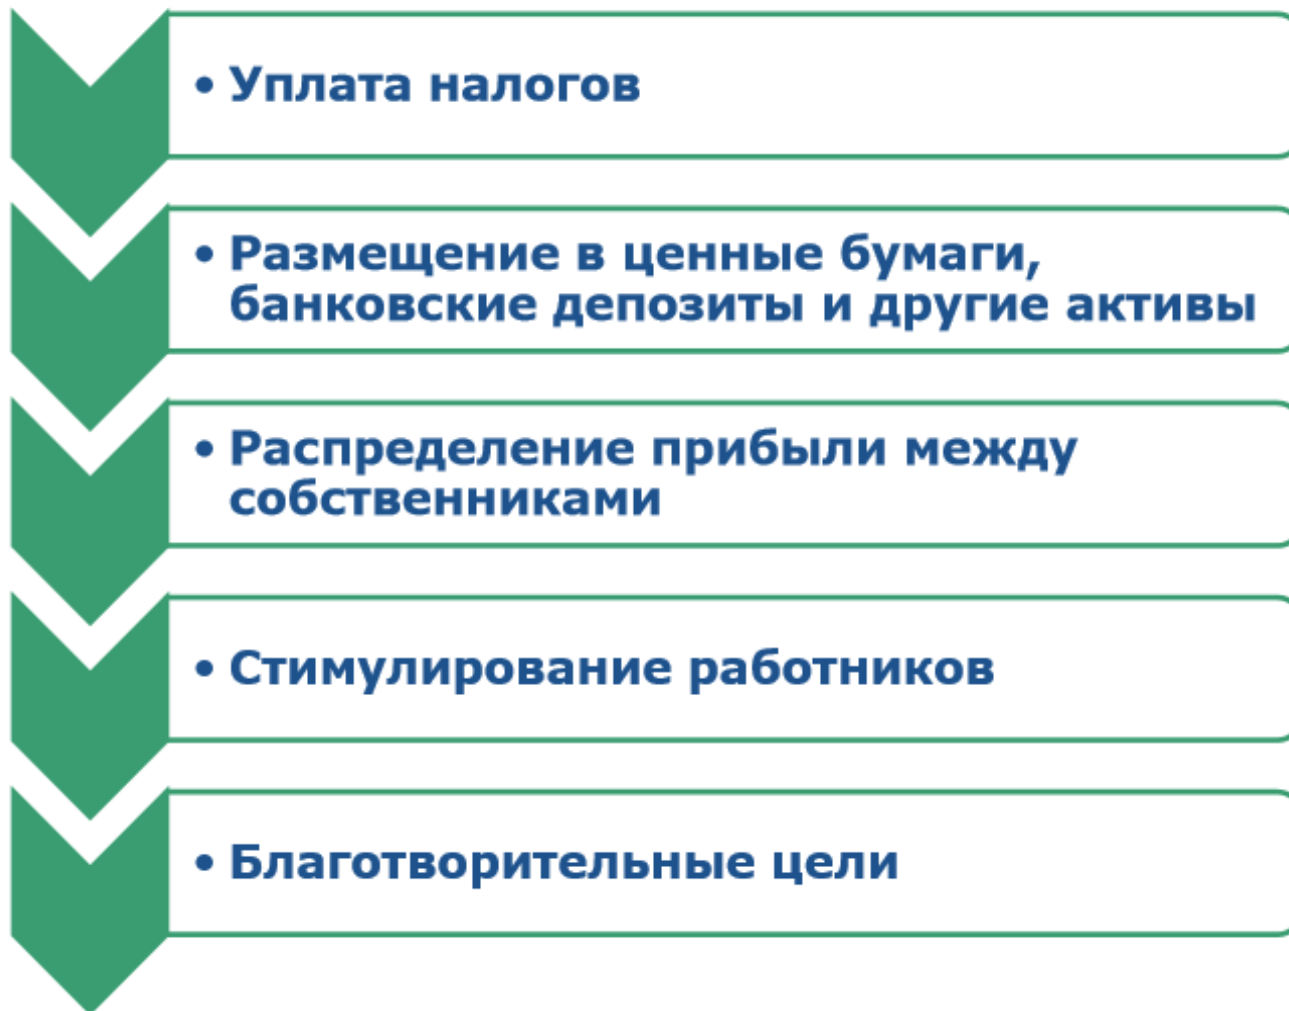 • Уплата налогов
• Размещение в ценные бумаги,
банковские депозиты и другие активы
• Распределение прибыли между
собственниками
• Стимулирование работников
• Благотворительные цели